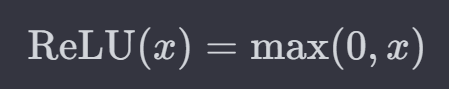 ReLU(x) = max(0, x)